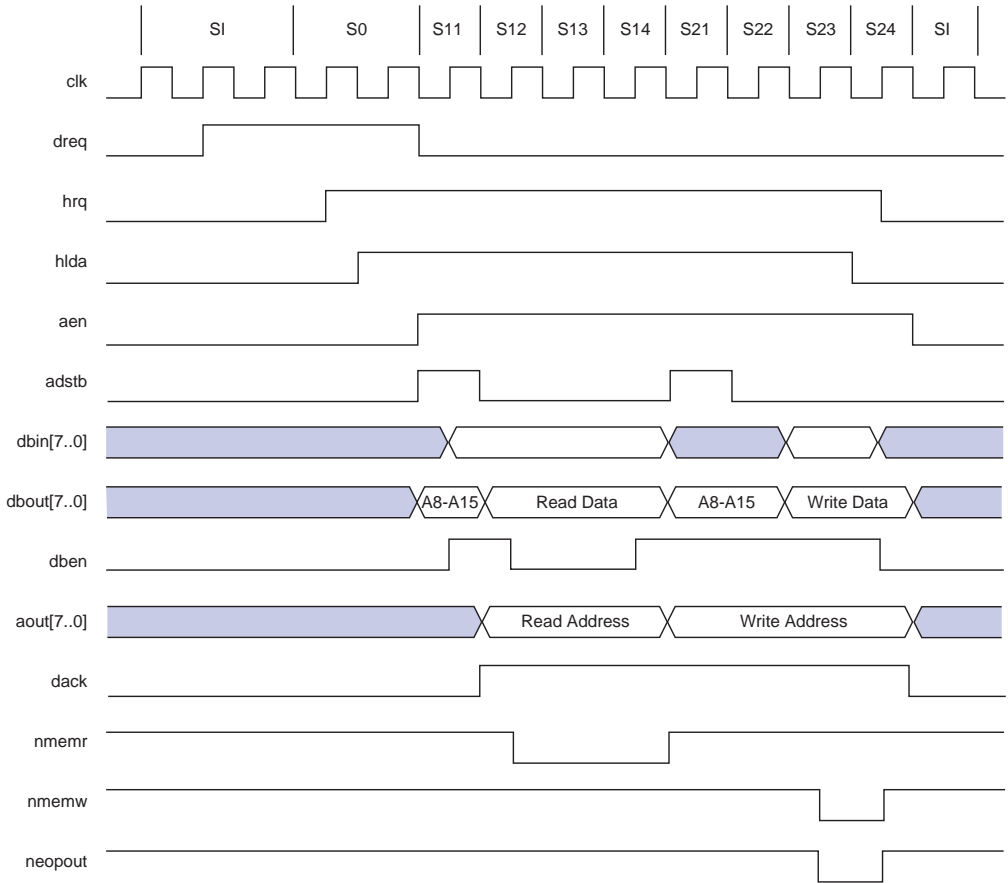 SI S0 S11 S12 S13 S14 S21 S22 S23 S24 SI
clk
dreq
hrq
hlda
aen
adstb
dbin[7..0]
dbout[7..0] A8-A15 Read Data A8-A15 Write Data
dben
aout[7..0] Read Address Write Address
dack
nmemr
nmemw
neopout